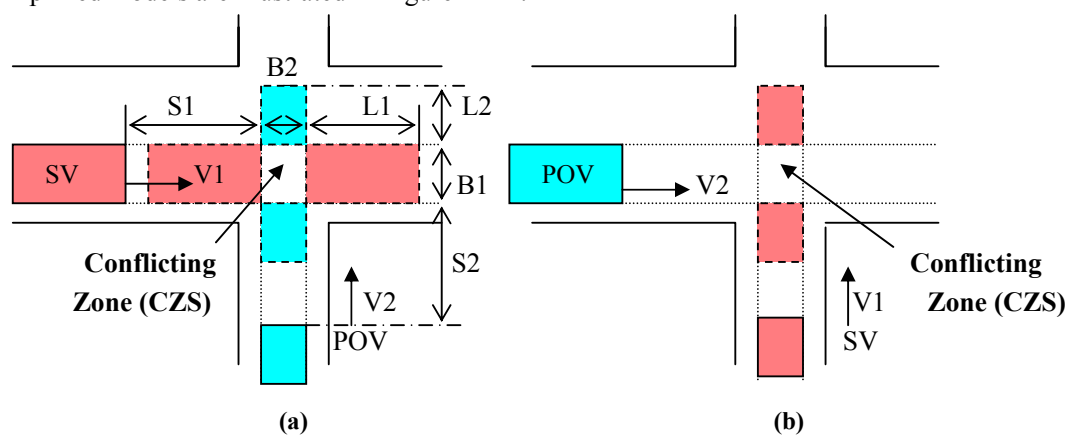 B2
S1
L1
L2
SV
V1
B1
POV
V2
Conflicting
Zone (CZS)
S2
V2
POV
Conflicting
Zone (CZS)
V1
SV
(a)
(b)